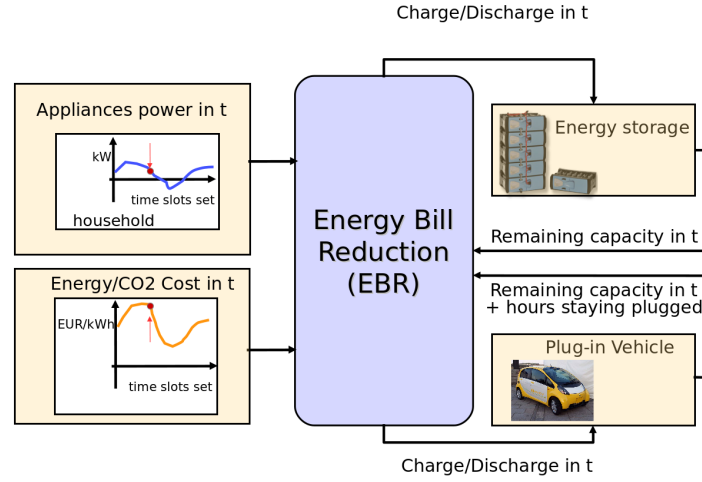 Charge/Discharge in t
Appliances power in t
kW
time slots set
household
Energy storage
Energy Bill
Reduction
(EBR)
Remaining capacity in t
Remaining capacity in t
+ hours staying plugged
Energy/CO2 Cost in t
EUR/kWh
time slots set
Plug-in Vehicle
Charge/Discharge in t